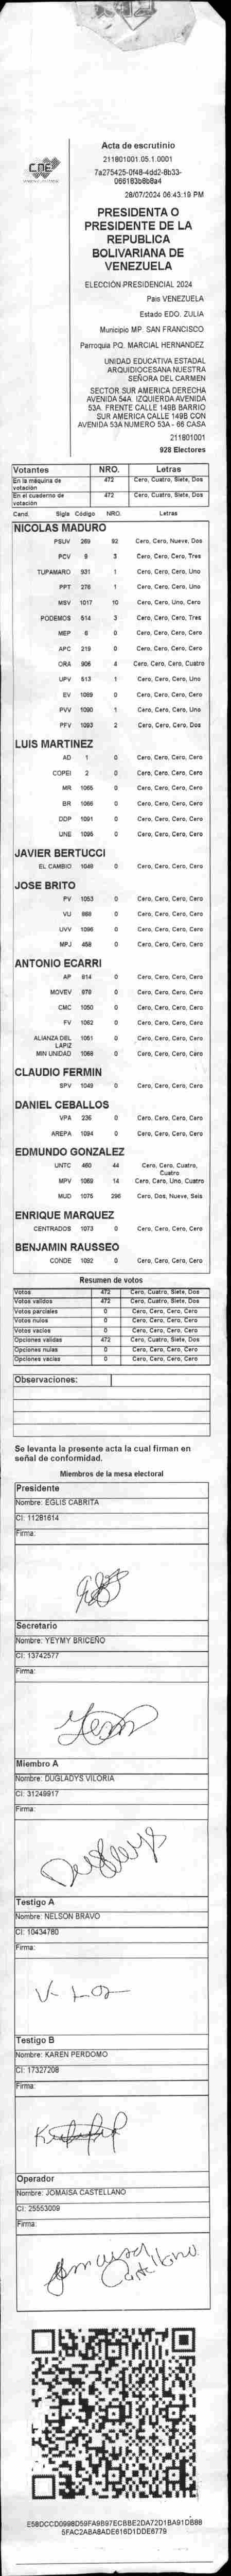 CNE
Acta de escrutinio
211801001.05.1.0001
7a275425-0f48-4dd2-8b33-
066163b8b8a4
28/07/2024 06:43:19 PM
PRESIDENTA O
PRESIDENTE DE LA
REPUBLICA
BOLIVARIANA DE
VENEZUELA
ELECCIÓN PRESIDENCIAL 2024
Pais VENEZUELA
Estado EDO. ZULIA
Municipio MP. SAN FRANCISCO
Parroquia PQ. MARCIAL HERNANDEZ
UNIDAD EDUCATIVA ESTADAL
ARQUIDIOCESANA NUESTRA
SEÑORA DEL CARMEN
SECTOR SUR AMERICA DERECHA
AVENIDA 54A. IZQUIERDA AVENIDA
53A. FRENTE CALLE 149B BARRIO
SUR AMERICA CALLE 149B CON
AVENIDA 53A NUMERO 53A - 66 CASA
211801001
928 Electores
Votantes NRO. Letras
En la máquina de votación 472 Cero, Cuatro, Siete, Dos
En el cuaderno de votación 472 Cero, Cuatro, Siete, Dos
Cand. Sigla Código NRO. Letras
NICOLAS MADURO
PSUV 269 92 Cero, Cero, Nueve, Dos
PCV 9 3 Cero, Cero, Cero, Tres
TUPAMARO 931 1 Cero, Cero, Cero, Uno
PPT 276 1 Cero, Cero, Cero, Uno
MSV 1017 10 Cero, Cero, Uno, Cero
PODEMOS 514 3 Cero, Cero, Cero, Tres
MEP 6 0 Cero, Cero, Cero, Cero
APC 219 0 Cero, Cero, Cero, Cero
ORA 906 4 Cero, Cero, Cero, Cuatro
UPV 513 1 Cero, Cero, Cero, Uno
EV 1089 0 Cero, Cero, Cero, Cero
PVV 1090 1 Cero, Cero, Cero, Uno
PFV 1093 2 Cero, Cero, Cero, Dos
LUIS MARTINEZ
AD 1 0 Cero, Cero, Cero, Cero
COPEI 2 0 Cero, Cero, Cero, Cero
MR 1065 0 Cero, Cero, Cero, Cero
BR 1066 0 Cero, Cero, Cero, Cero
DDP 1091 0 Cero, Cero, Cero, Cero
UNE 1095 0 Cero, Cero, Cero, Cero
JAVIER BERTUCCI
EL CAMBIO 1048 0 Cero, Cero, Cero, Cero
JOSE BRITO
PV 1053 0 Cero, Cero, Cero, Cero
VU 988 0 Cero, Cero, Cero, Cero
UVV 1096 0 Cero, Cero, Cero, Cero
MPJ 458 0 Cero, Cero, Cero, Cero
ANTONIO ECARRI
AP 814 0 Cero, Cero, Cero, Cero
MOVEV 978 0 Cero, Cero, Cero, Cero
CMC 1050 0 Cero, Cero, Cero, Cero
FV 1062 0 Cero, Cero, Cero, Cero
ALIANZA DEL LAPIZ 1051 0 Cero, Cero, Cero, Cero
MIN UNIDAD 1068 0 Cero, Cero, Cero, Cero
CLAUDIO FERMIN
SPV 1049 0 Cero, Cero, Cero, Cero
DANIEL CEBALLOS
VPA 236 0 Cero, Cero, Cero, Cero
AREPA 1094 0 Cero, Cero, Cero, Cero
EDMUNDO GONZALEZ
UNTC 460 44 Cero, Cero, Cuatro, Cuatro
MPV 1069 14 Cero, Cero, Uno, Cuatro
MUD 1075 296 Cero, Dos, Nueve, Seis
ENRIQUE MARQUEZ
CENTRADOS 1073 0 Cero, Cero, Cero, Cero
BENJAMIN RAUSSEO
CONDE 1092 0 Cero, Cero, Cero, Cero
Resumen de votos
Votos 472 Cero, Cuatro, Siete, Dos
Votos validos 472 Cero, Cuatro, Siete, Dos
Votos parciales 0 Cero, Cero, Cero, Cero
Votos nulos 0 Cero, Cero, Cero, Cero
Votos vacios 0 Cero, Cero, Cero, Cero
Opciones validas 472 Cero, Cuatro, Siete, Dos
Opciones nulas 0 Cero, Cero, Cero, Cero
Opciones vacias 0 Cero, Cero, Cero, Cero
Observaciones:
Se levanta la presente acta la cual firman en
señal de conformidad.
Miembros de la mesa electoral
Presidente
Nombre: EGLIS CABRITA
CI: 11281614
Firma:
Secretario
Nombre: YEYMY BRICEÑO
CI: 13742577
Firma:
Yem
Miembro A
Nombre: DUGLADYS VILORIA
CI: 31249917
Firma:
Dugladys
Testigo A
Nombre: NELSON BRAVO
CI: 10434780
Firma:
Testigo B
Nombre: KAREN PERDOMO
CI: 17327208
Firma:
Operador
Nombre: JOMAISA CASTELLANO
CI: 25553009
Firma:
Jomaisa Castellano
E58DCCD0998D59FA9B97ECBBE2DA72D1BA91D888
5FAC2ABA8ADE616D1DDE6779